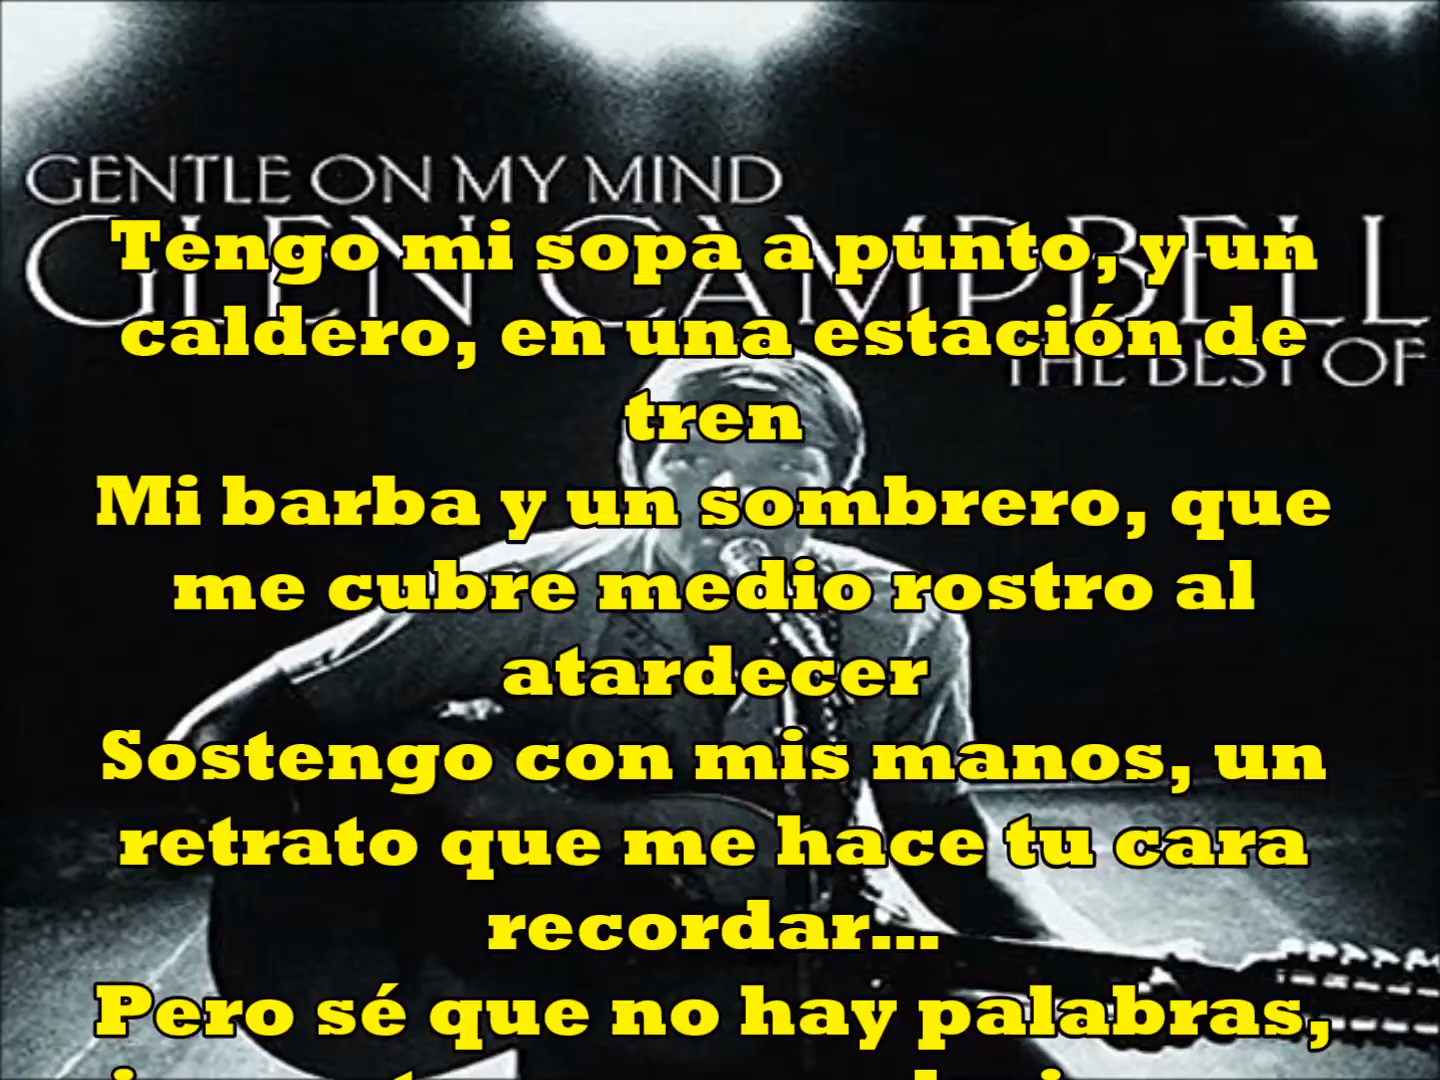 GENTLE ON MY MIND
GLEN CAMPBELL
THE BEST OF
Tengo mi sopa a punto, y un
caldero, en una estación de
tren
Mi barba y un sombrero, que
me cubre medio rostro al
atardecer
Sostengo con mis manos, un
retrato que me hace tu cara
recordar...
Pero sé que no hay palabras,